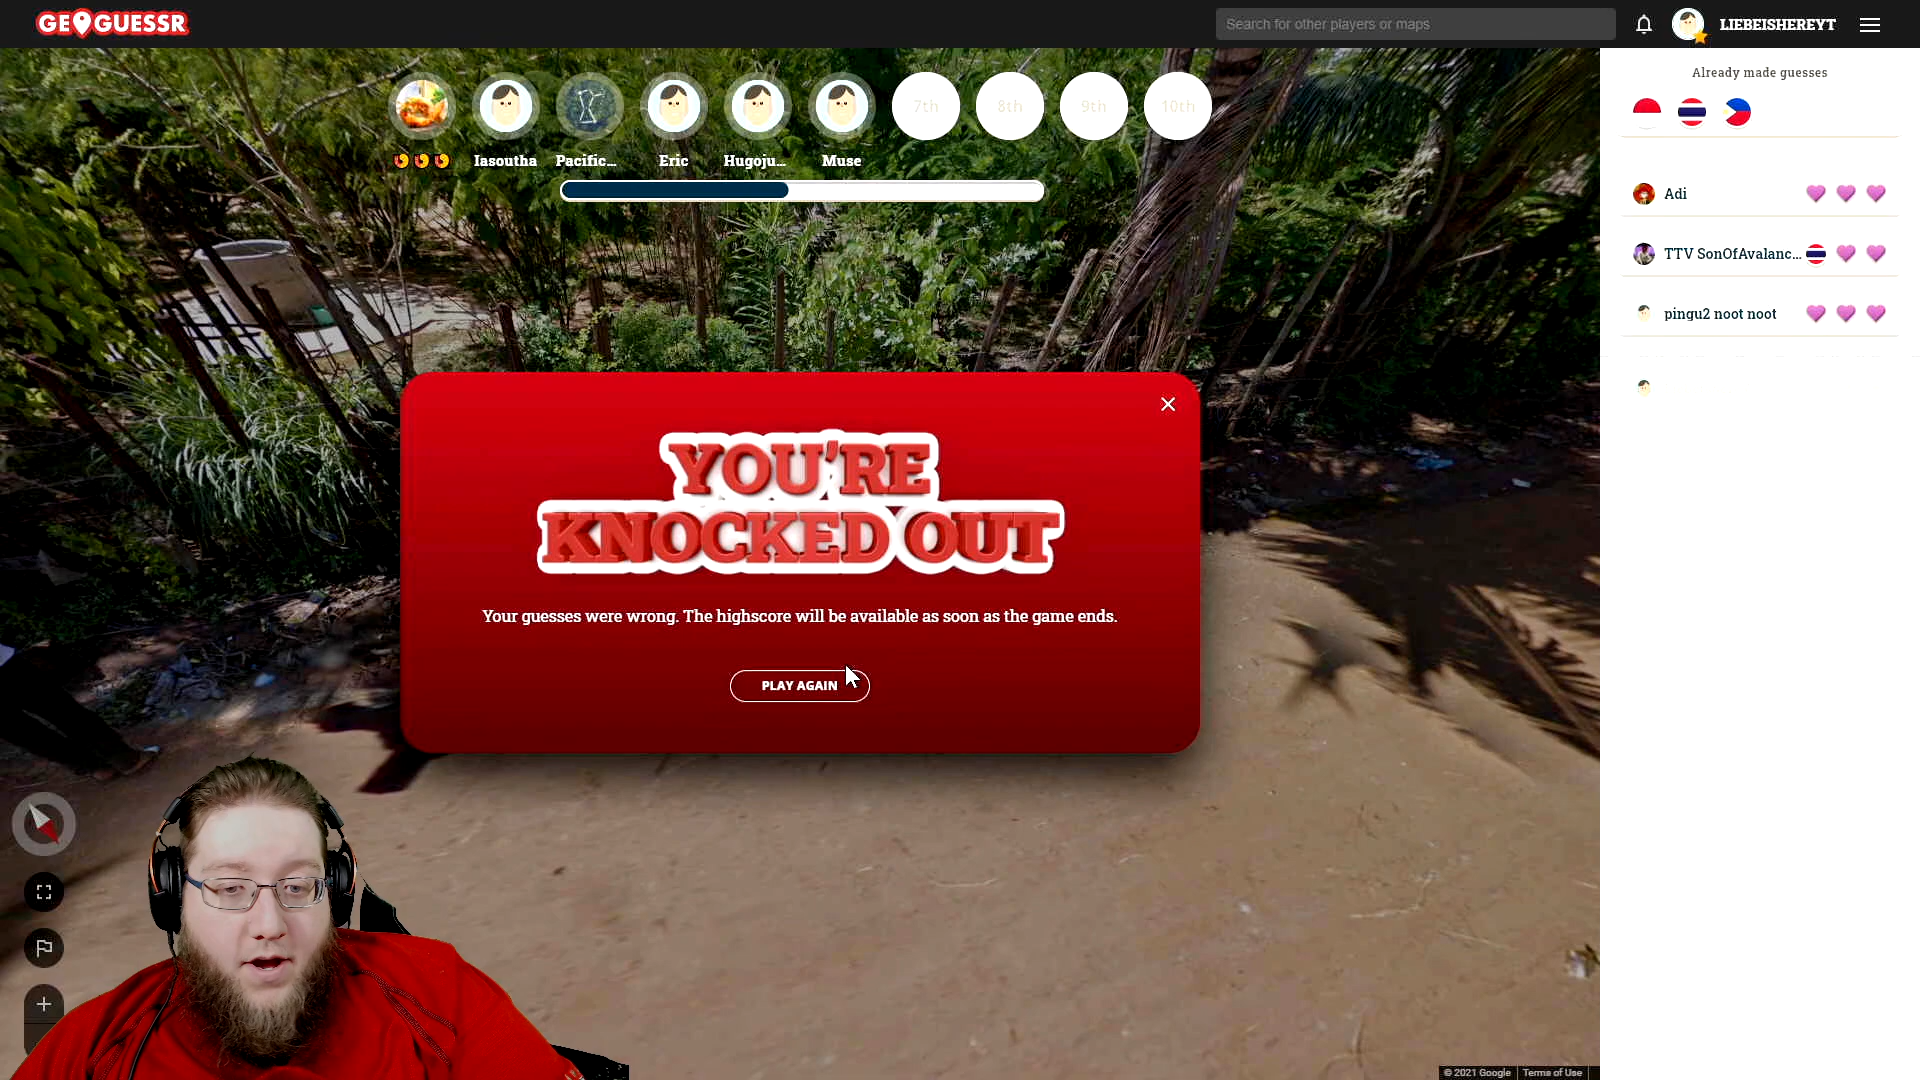 GEOGUESSR
Search for other players or maps
LIEBEISHEREYT
7th
8th
9th
10th
Iasoutha
Pacific...
Eric
Hugoju...
Muse
Already made guesses
Adi
TTV SonOfAvalanc...
pingu2 noot noot
YOU'RE
KNOCKED OUT
Your guesses were wrong. The highscore will be available as soon as the game ends.
PLAY AGAIN
© 2021 Google
Terms of Use